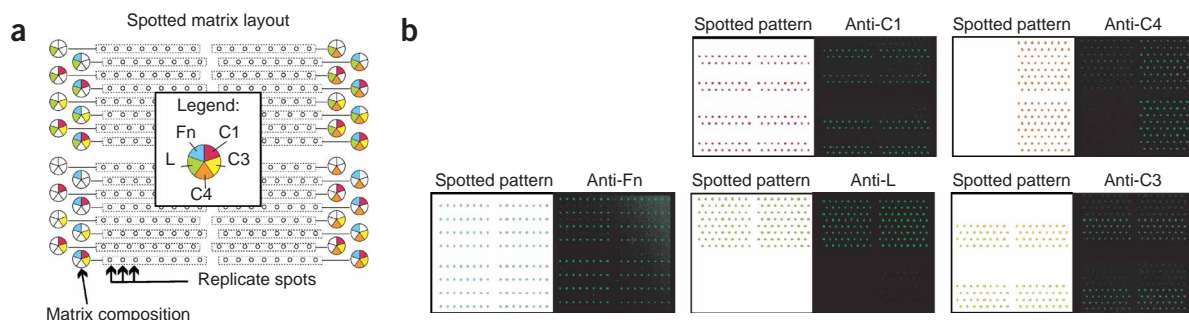 a
Spotted matrix layout
Legend:
Fn
C1
L
C3
C4
Replicate spots
Matrix composition
b
Spotted pattern
Anti-C1
Spotted pattern
Anti-C4
Spotted pattern
Anti-Fn
Spotted pattern
Anti-L
Spotted pattern
Anti-C3